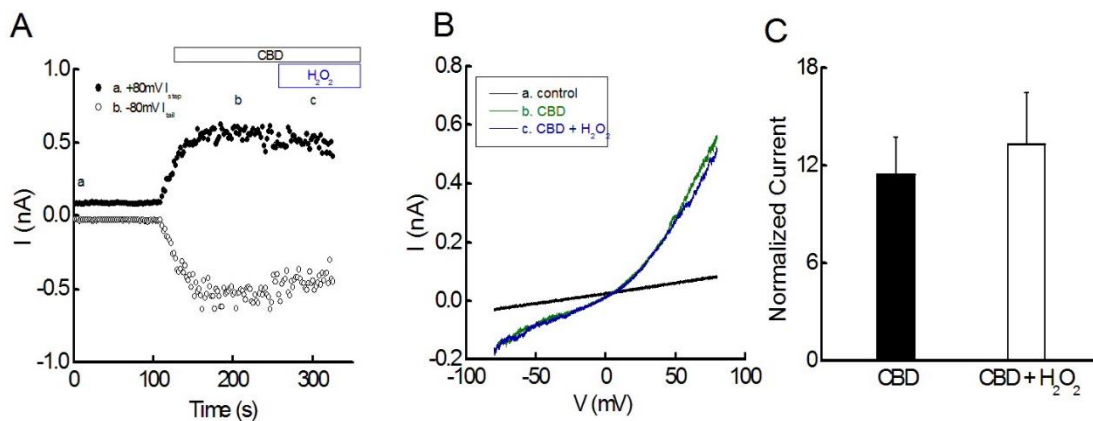 A
CBD
H₂O₂
1.0
0.5
0.0
-0.5
-1.0
I (nA)
a. +80mV I step
b. -80mV I tail
a
b
c
0 100 200 300
Time (s)
B
a. control
b. CBD
c. CBD + H₂O₂
0.8
0.6
0.4
0.2
0.0
-0.2
I (nA)
-100 -50 0 50 100
V (mV)
C
18
12
6
0
Normalized Current
CBD CBD + H₂O₂